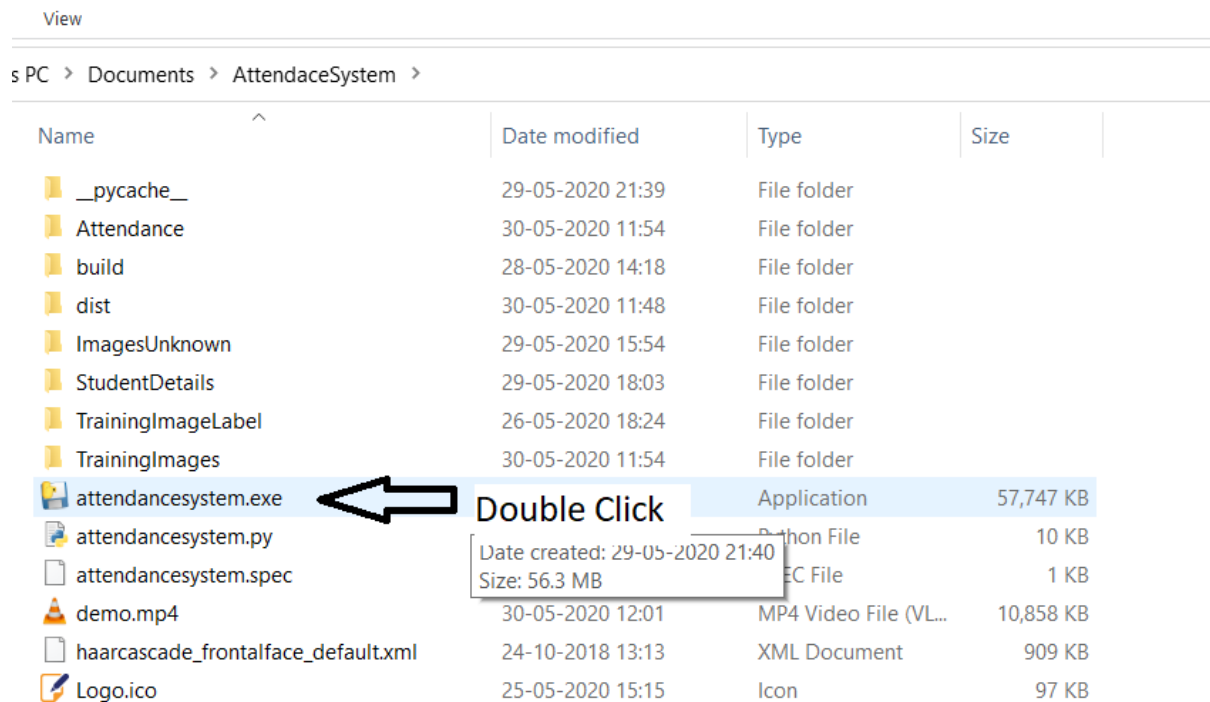 View
s PC > Documents > AttendaceSystem >
Name Date modified Type Size
__pycache__ 29-05-2020 21:39 File folder
Attendance 30-05-2020 11:54 File folder
build 28-05-2020 14:18 File folder
dist 30-05-2020 11:48 File folder
ImagesUnknown 29-05-2020 15:54 File folder
StudentDetails 29-05-2020 18:03 File folder
TrainingImageLabel 26-05-2020 18:24 File folder
TrainingImages 30-05-2020 11:54 File folder
attendancesystem.exe Double Click Application 57,747 KB
attendancesystem.py Python File 10 KB
Date created: 29-05-2020 21:40
attendancesystem.spec EC File 1 KB
Size: 56.3 MB
demo.mp4 30-05-2020 12:01 MP4 Video File (VL... 10,858 KB
haarcascade_frontalface_default.xml 24-10-2018 13:13 XML Document 909 KB
Logo.ico 25-05-2020 15:15 Icon 97 KB